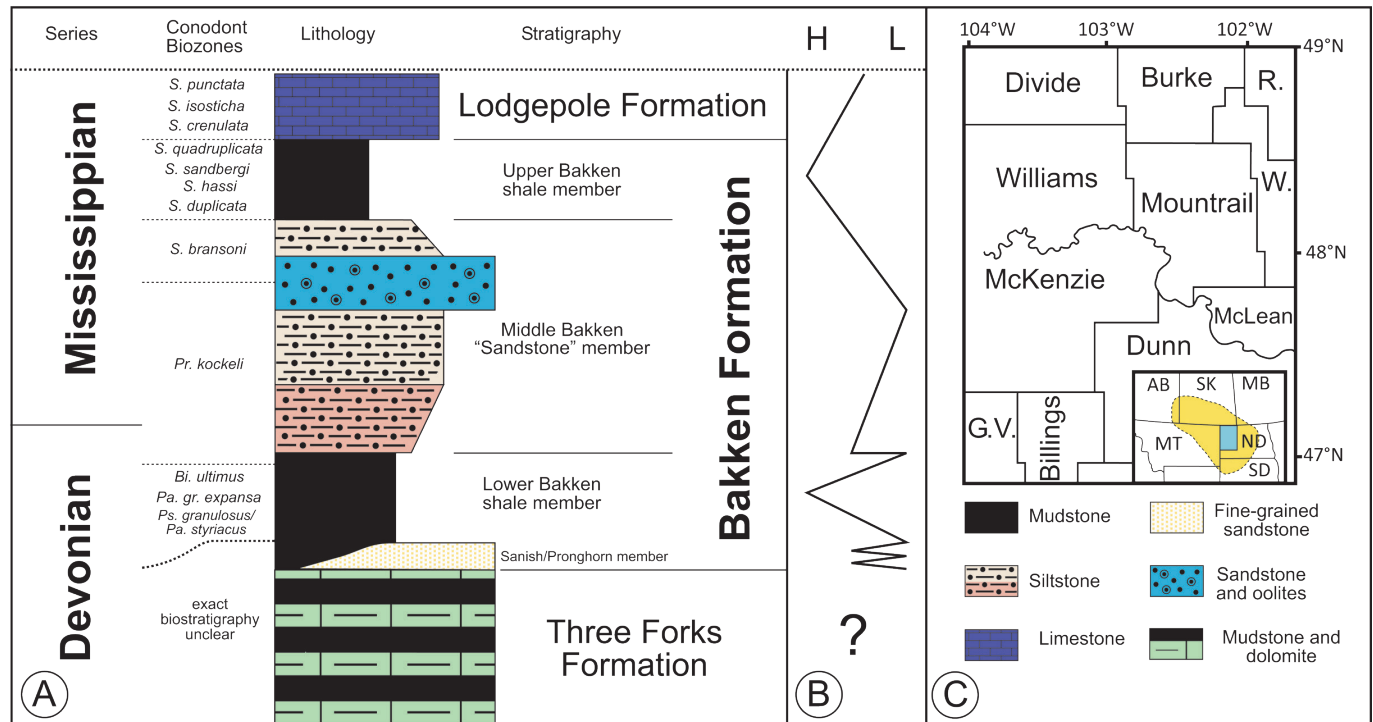 Series
Conodont
Biozones
Lithology
Stratigraphy
H
L
Mississippian
Devonian
S. punctata
S. isosticha
S. crenulata
S. quadruplicata
S. sandbergi
S. hassi
S. duplicata
S. bransoni
Pr. kockeli
Bi. ultimus
Pa. gr. expansa
Ps. granulosus/
Pa. styriacus
exact
biostratigraphy
unclear
Lodgepole Formation
Upper Bakken
shale member
Middle Bakken
“Sandstone” member
Lower Bakken
shale member
Sanish/Pronghorn member
Bakken Formation
Three Forks
Formation
A
?
B
104°W
103°W
102°W
49°N
48°N
47°N
Divide
Burke
R.
Williams
W.
Mountrail
McKenzie
McLean
Dunn
G.V.
Billings
AB
SK
MB
MT
ND
SD
Mudstone
Fine-grained
sandstone
Siltstone
Sandstone
and oolites
Limestone
Mudstone and
dolomite
C